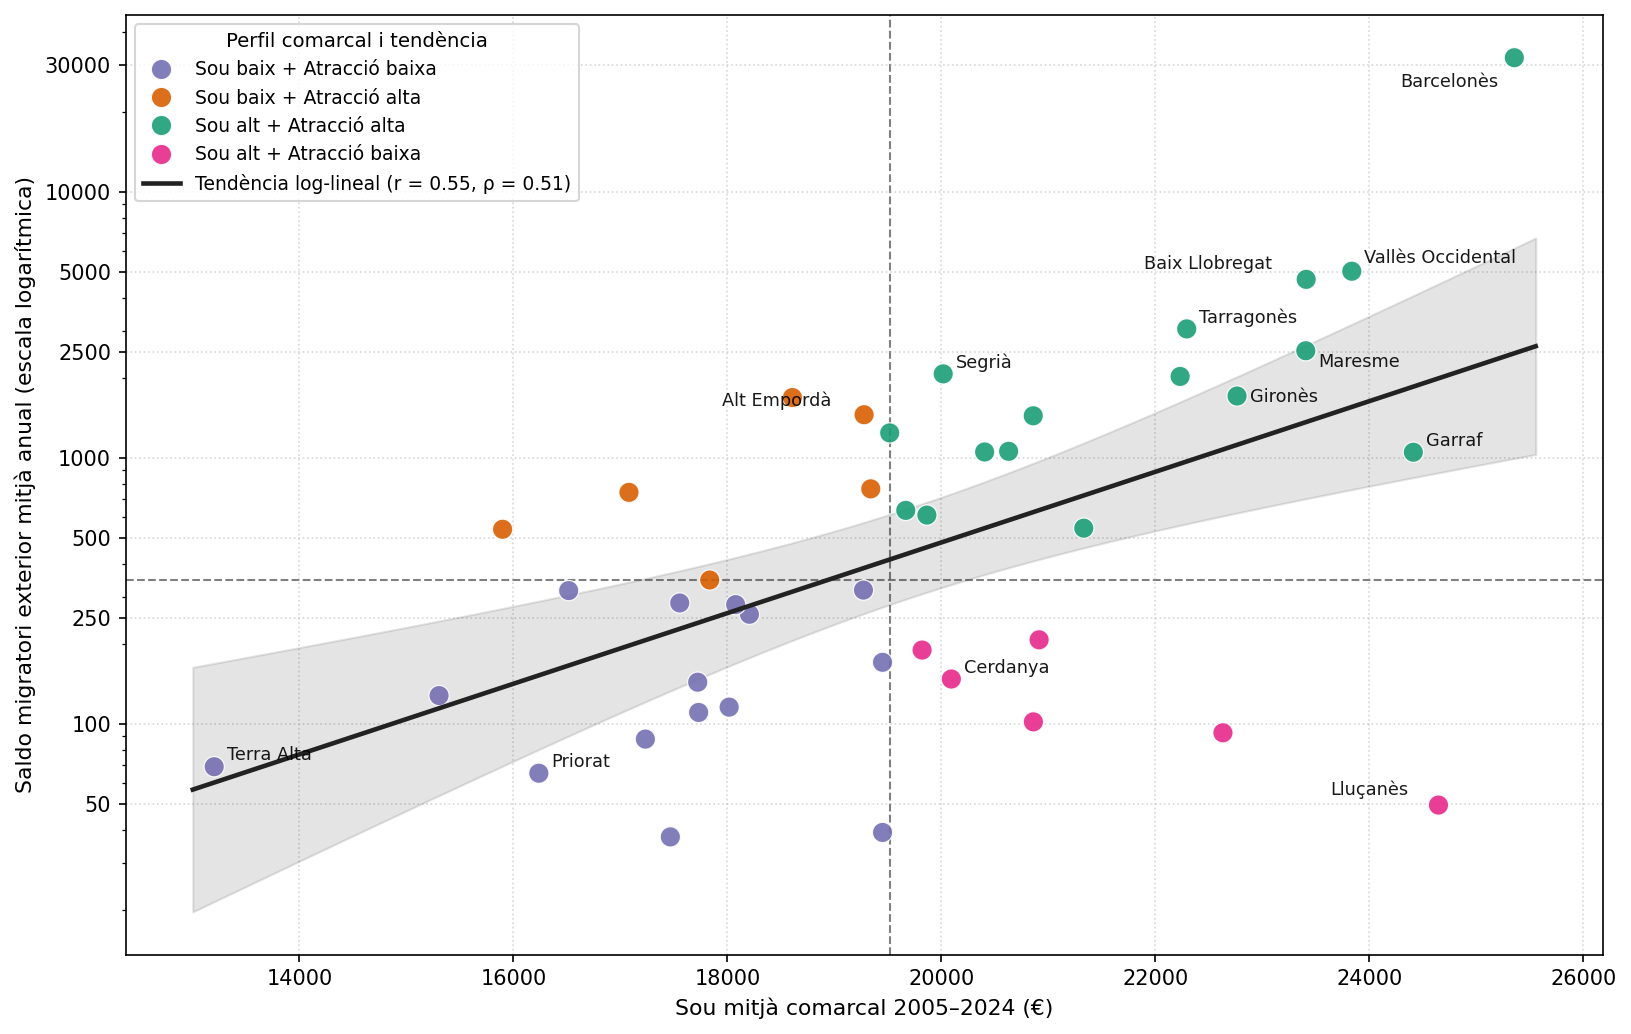 Perfil comarcal i tendència
Sou baix + Atracció baixa
Sou baix + Atracció alta
Sou alt + Atracció alta
Sou alt + Atracció baixa
Tendència log-lineal (r = 0.55, ρ = 0.51)
Saldo migratori exterior mitjà anual (escala logarítmica)
30000
10000
5000
2500
1000
500
250
100
50
Barcelonès
Vallès Occidental
Baix Llobregat
Tarragonès
Segrià
Maresme
Alt Empordà
Gironès
Garraf
Cerdanya
Terra Alta
Priorat
Lluçanès
14000
16000
18000
20000
22000
24000
26000
Sou mitjà comarcal 2005–2024 (€)